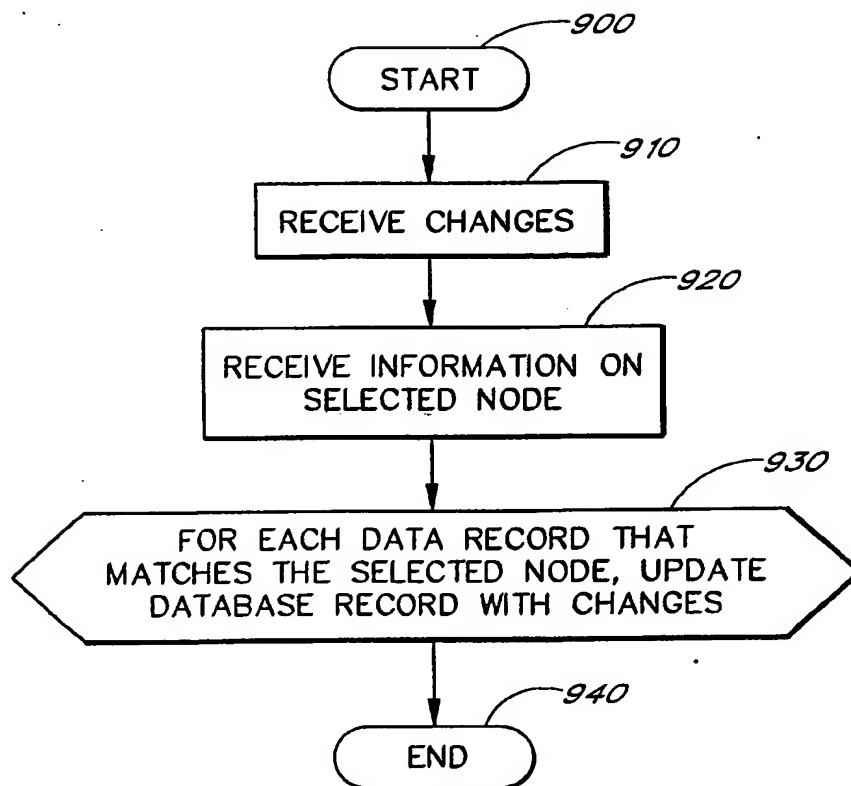 900
START
910
RECEIVE CHANGES
920
RECEIVE INFORMATION ON
SELECTED NODE
930
FOR EACH DATA RECORD THAT
MATCHES THE SELECTED NODE, UPDATE
DATABASE RECORD WITH CHANGES
940
END